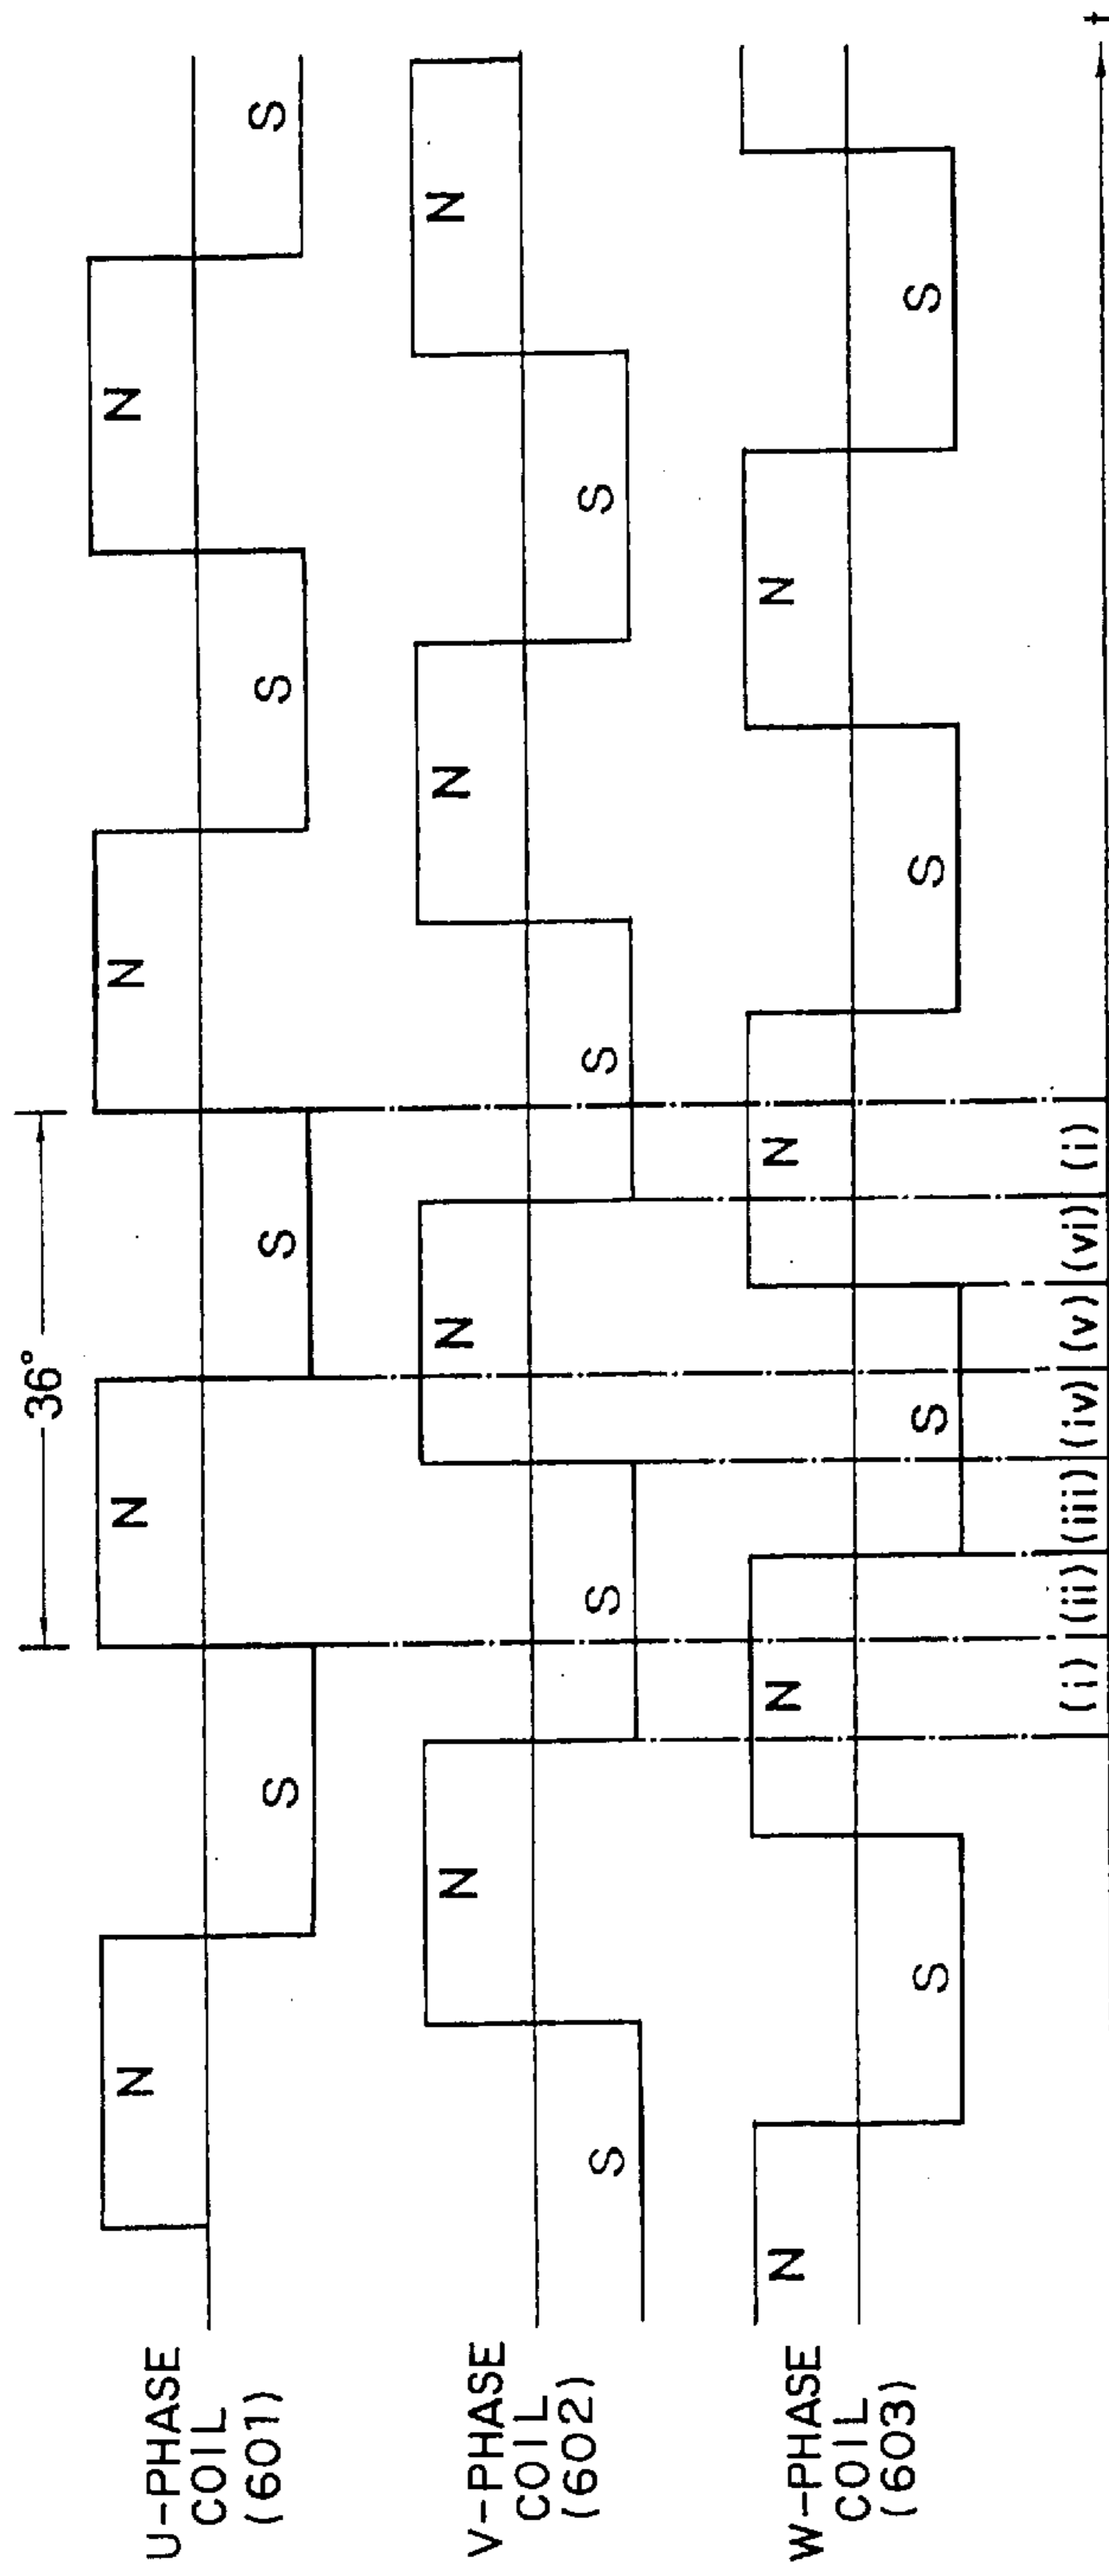 36°
U-PHASE
COIL
(601)
N S N S N S N S
V-PHASE
COIL
(602)
S N S N S N S N
W-PHASE
COIL
(603)
N S N S N S N S
(i) (ii) (iii) (iv) (v) (vi) (i)
t